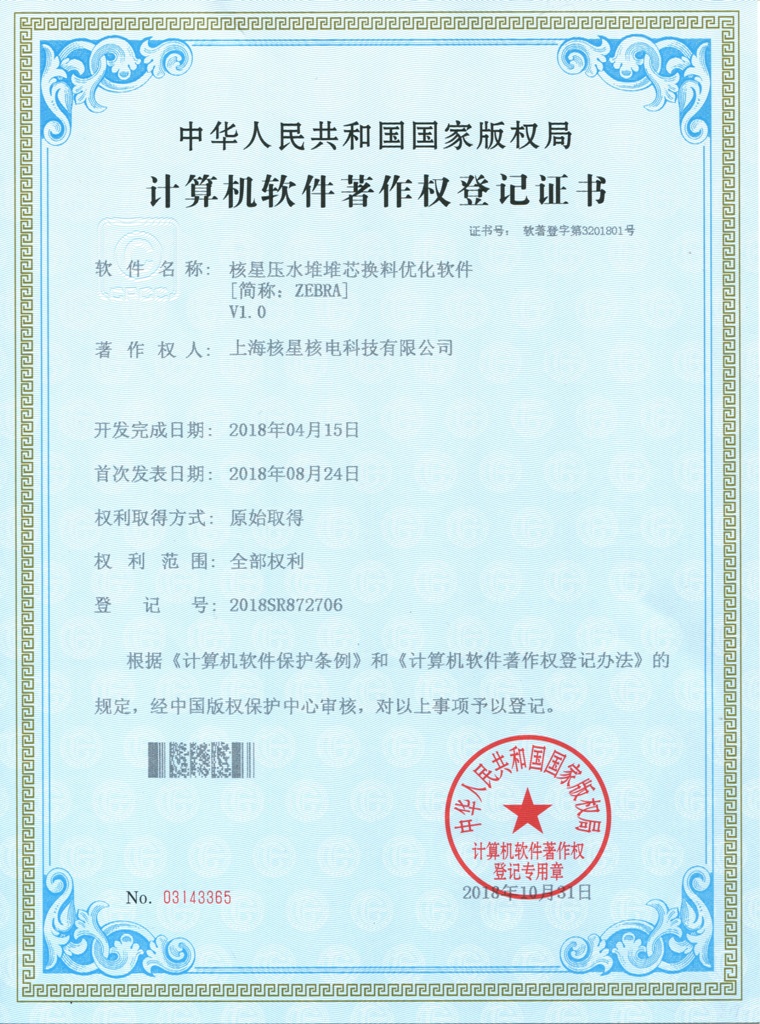 中华人民共和国国家版权局
计算机软件著作权登记证书
证书号： 软著登字第3201801号
软件名称： 核星压水堆堆芯换料优化软件
[简称：ZEBRA]
V1.0
著作权人： 上海核星核电科技有限公司
开发完成日期： 2018年04月15日
首次发表日期： 2018年08月24日
权利取得方式： 原始取得
权利范围： 全部权利
登记号： 2018SR872706
根据《计算机软件保护条例》和《计算机软件著作权登记办法》的
规定，经中国版权保护中心审核，对以上事项予以登记。
中华人民共和国国家版权局
计算机软件著作权
登记专用章
No. 03143365
2018年10月31日